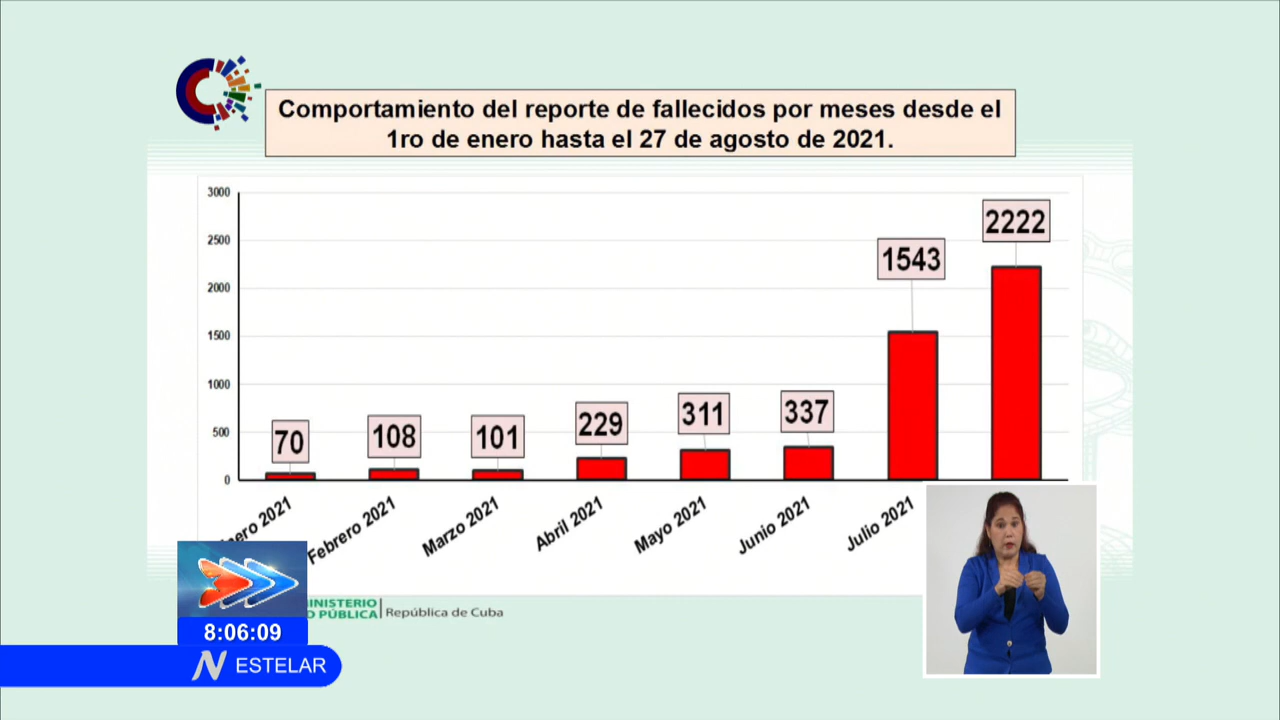 Comportamiento del reporte de fallecidos por meses desde el
1ro de enero hasta el 27 de agosto de 2021.
3000
2500
2000
1500
1000
500
0
70
108
101
229
311
337
1543
2222
2021
Febrero 2021
Marzo 2021
Abril 2021
Mayo 2021
Junio 2021
Julio 2021
PÚBLICA
República de Cuba
8:06:09
N ESTELAR